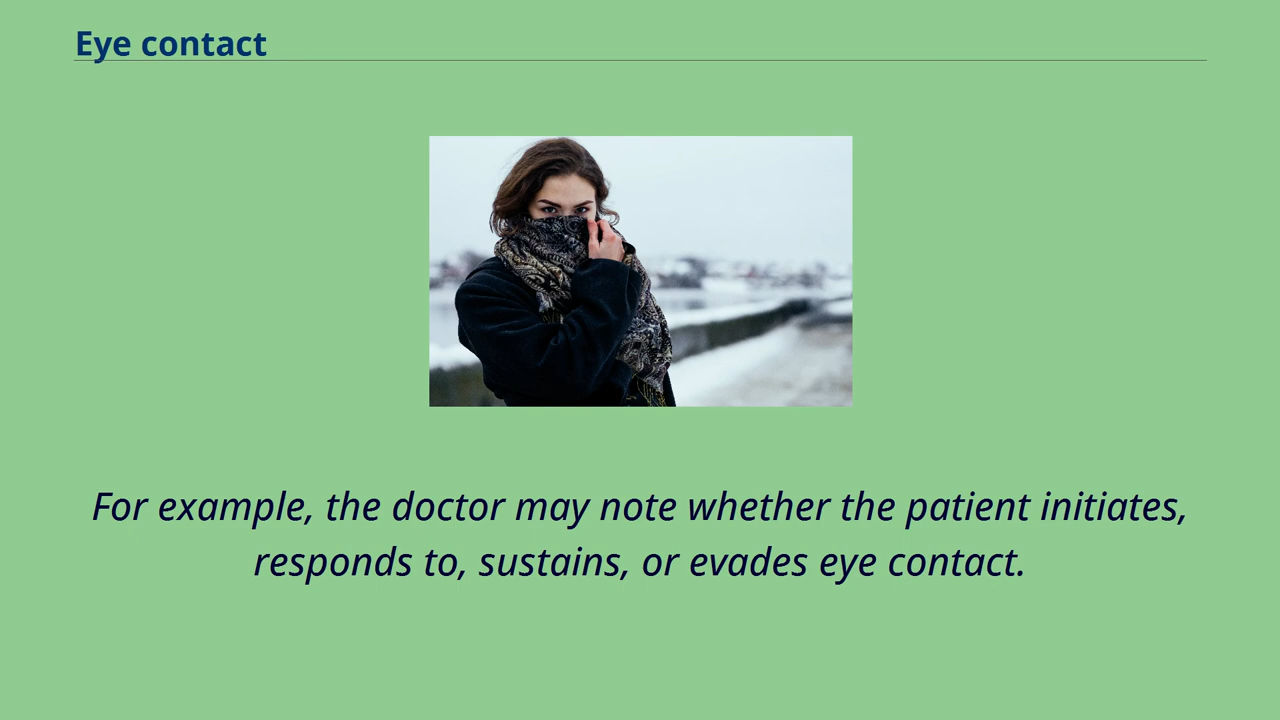 Eye contact
For example, the doctor may note whether the patient initiates,
responds to, sustains, or evades eye contact.